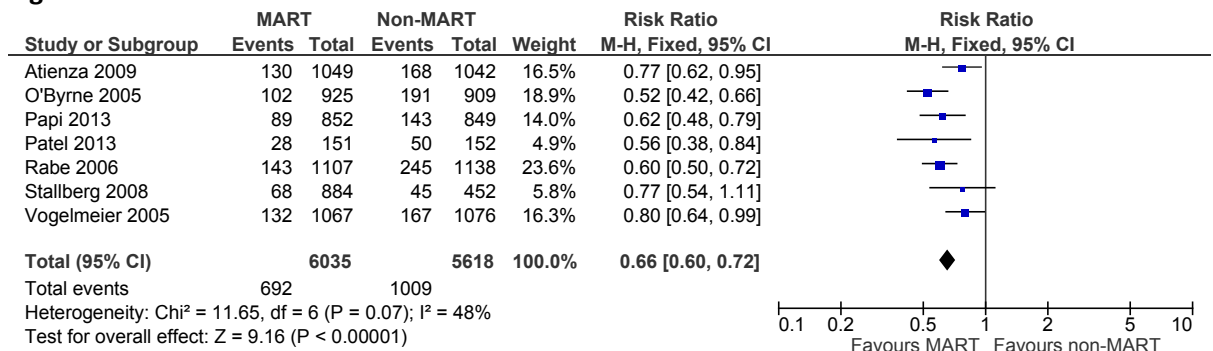 MART Non-MART Risk Ratio Risk Ratio
Study or Subgroup Events Total Events Total Weight M-H, Fixed, 95% CI M-H, Fixed, 95% CI
Atienza 2009 130 1049 168 1042 16.5% 0.77 [0.62, 0.95]
O'Byrne 2005 102 925 191 909 18.9% 0.52 [0.42, 0.66]
Papi 2013 89 852 143 849 14.0% 0.62 [0.48, 0.79]
Patel 2013 28 151 50 152 4.9% 0.56 [0.38, 0.84]
Rabe 2006 143 1107 245 1138 23.6% 0.60 [0.50, 0.72]
Stallberg 2008 68 884 45 452 5.8% 0.77 [0.54, 1.11]
Vogelmeier 2005 132 1067 167 1076 16.3% 0.80 [0.64, 0.99]
Total (95% CI) 6035 5618 100.0% 0.66 [0.60, 0.72]
Total events 692 1009
Heterogeneity: Chi² = 11.65, df = 6 (P = 0.07); I² = 48%
Test for overall effect: Z = 9.16 (P < 0.00001)
0.1 0.2 0.5 1 2 5 10
Favours MART Favours non-MART